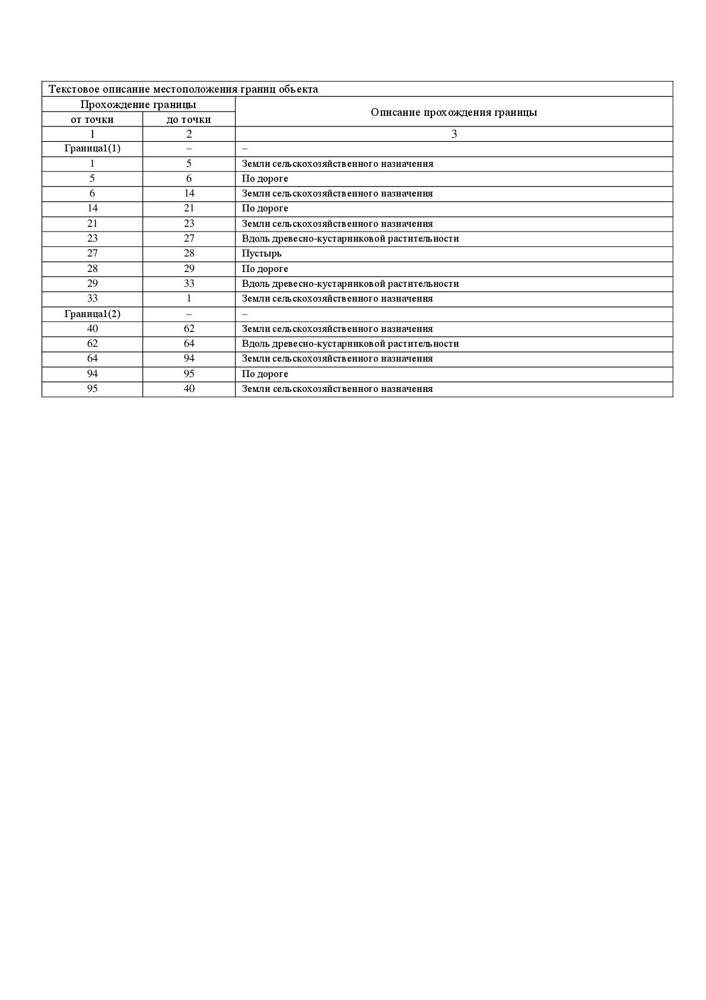 Текстовое описание местоположения границ объекта
Прохождение границы
Описание прохождения границы
от точки до точки
1 2 3
Граница1(1) – –
1 5 Земли сельскохозяйственного назначения
5 6 По дороге
6 14 Земли сельскохозяйственного назначения
14 21 По дороге
21 23 Земли сельскохозяйственного назначения
23 27 Вдоль древесно-кустарниковой растительности
27 28 Пустырь
28 29 По дороге
29 33 Вдоль древесно-кустарниковой растительности
33 1 Земли сельскохозяйственного назначения
Граница1(2) – –
40 62 Земли сельскохозяйственного назначения
62 64 Вдоль древесно-кустарниковой растительности
64 94 Земли сельскохозяйственного назначения
94 95 По дороге
95 40 Земли сельскохозяйственного назначения